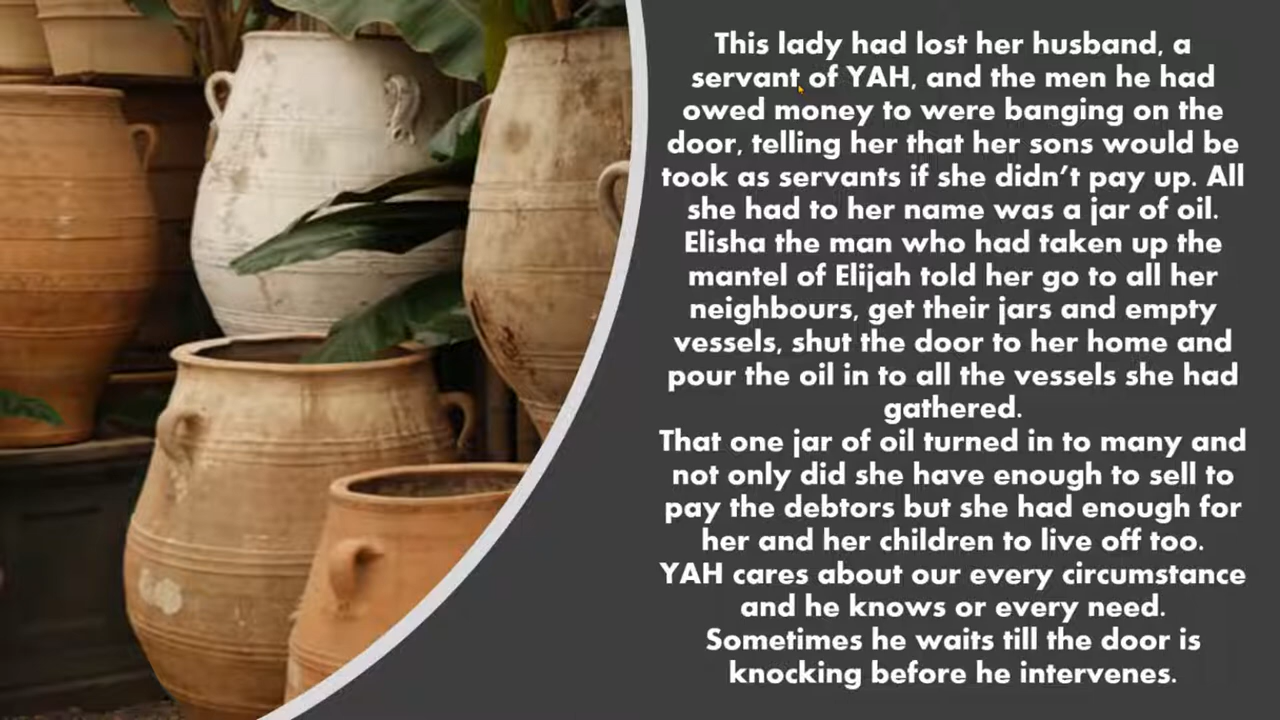 This lady had lost her husband, a
servant of YAH, and the men he had
owed money to were banging on the
door, telling her that her sons would be
took as servants if she didn't pay up. All
she had to her name was a jar of oil.
Elisha the man who had taken up the
mantel of Elijah told her go to all her
neighbours, get their jars and empty
vessels, shut the door to her home and
pour the oil in to all the vessels she had
gathered.
That one jar of oil turned in to many and
not only did she have enough to sell to
pay the debtors but she had enough for
her and her children to live off too.
YAH cares about our every circumstance
and he knows or every need.
Sometimes he waits till the door is
knocking before he intervenes.